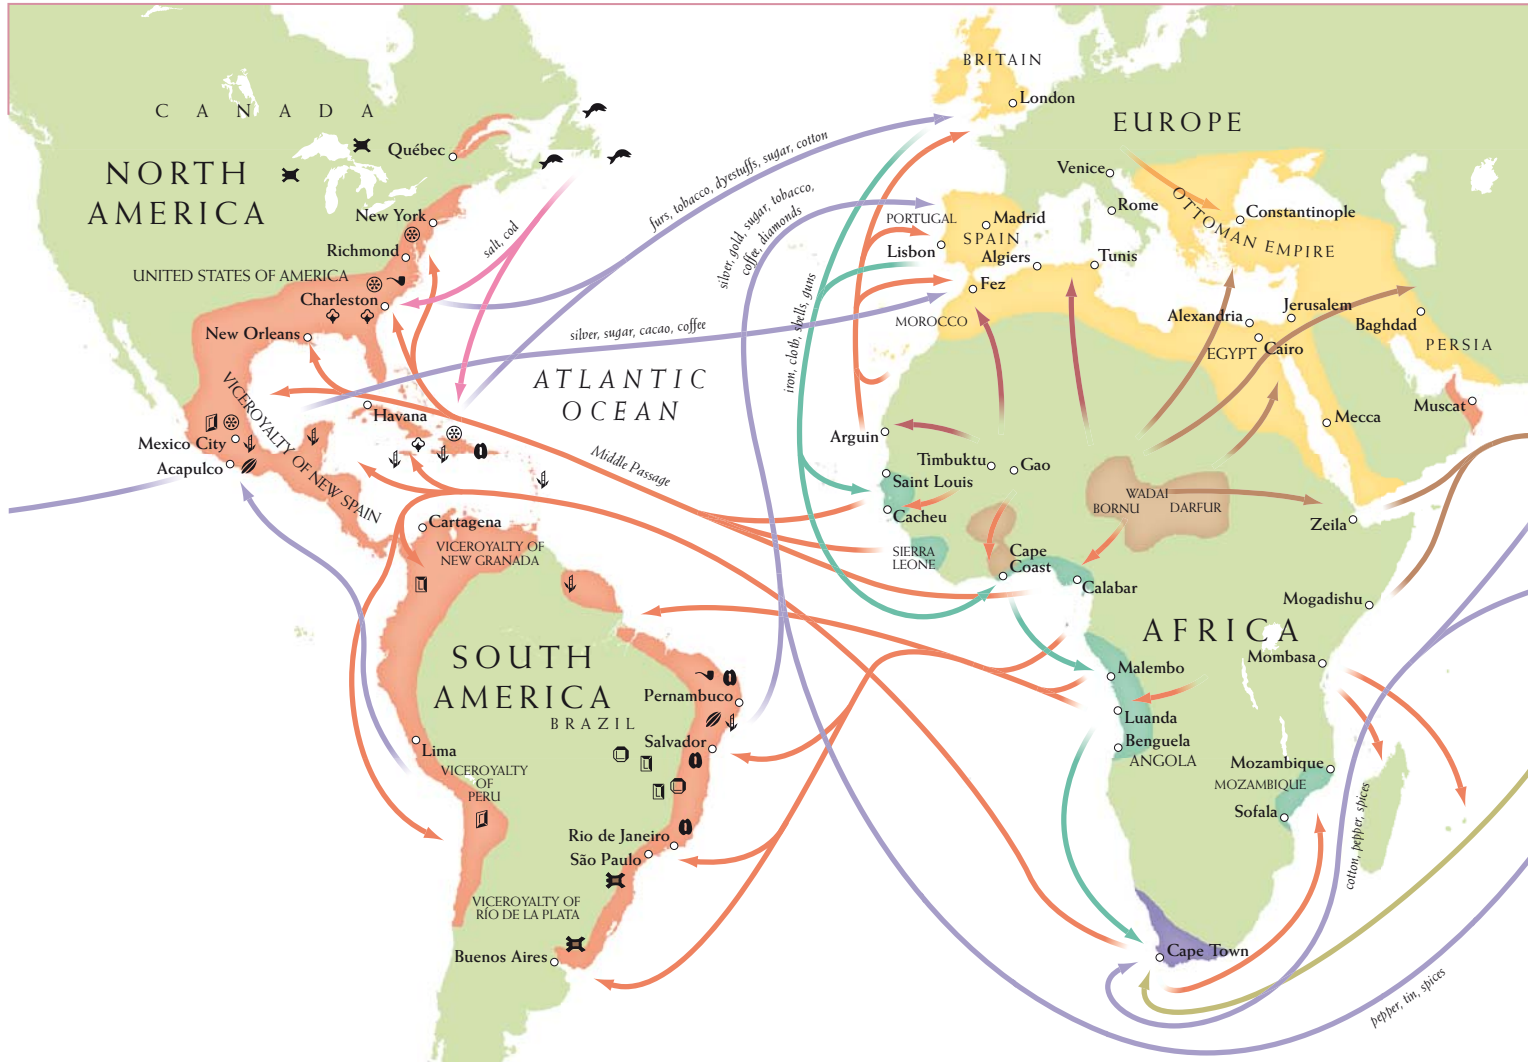 CANADA
NORTH
AMERICA
Québec
New York
Richmond
UNITED STATES OF AMERICA
Charleston
New Orleans
salt, cod
furs, tobacco, dyestuffs, sugar, cotton
silver, gold, sugar, tobacco,
coffee, diamonds
silver, sugar, cacao, coffee
iron, cloth, shells, guns
ATLANTIC
OCEAN
Middle Passage
Havana
VICEROYALTY OF NEW SPAIN
Mexico City
Acapulco
Cartagena
VICEROYALTY OF
NEW GRANADA
SOUTH
AMERICA
BRAZIL
Pernambuco
Salvador
Lima
VICEROYALTY
OF
PERU
Rio de Janeiro
São Paulo
VICEROYALTY OF
RÍO DE LA PLATA
Buenos Aires
BRITAIN
London
EUROPE
Venice
Rome
OTTOMAN EMPIRE
Constantinople
PORTUGAL
Madrid
SPAIN
Lisbon
Algiers
Tunis
Fez
MOROCCO
Alexandria
Jerusalem
Baghdad
EGYPT
Cairo
PERSIA
Mecca
Muscat
Arguin
Timbuktu
Gao
Saint Louis
Cacheu
WADAI
BORNU
DARFUR
Zeila
SIERRA
LEONE
Cape
Coast
Calabar
Mogadishu
AFRICA
Mombasa
Malembo
Luanda
Benguela
ANGOLA
Mozambique
MOZAMBIQUE
Sofala
cotton, pepper, spices
Cape Town
pepper, tin, spices